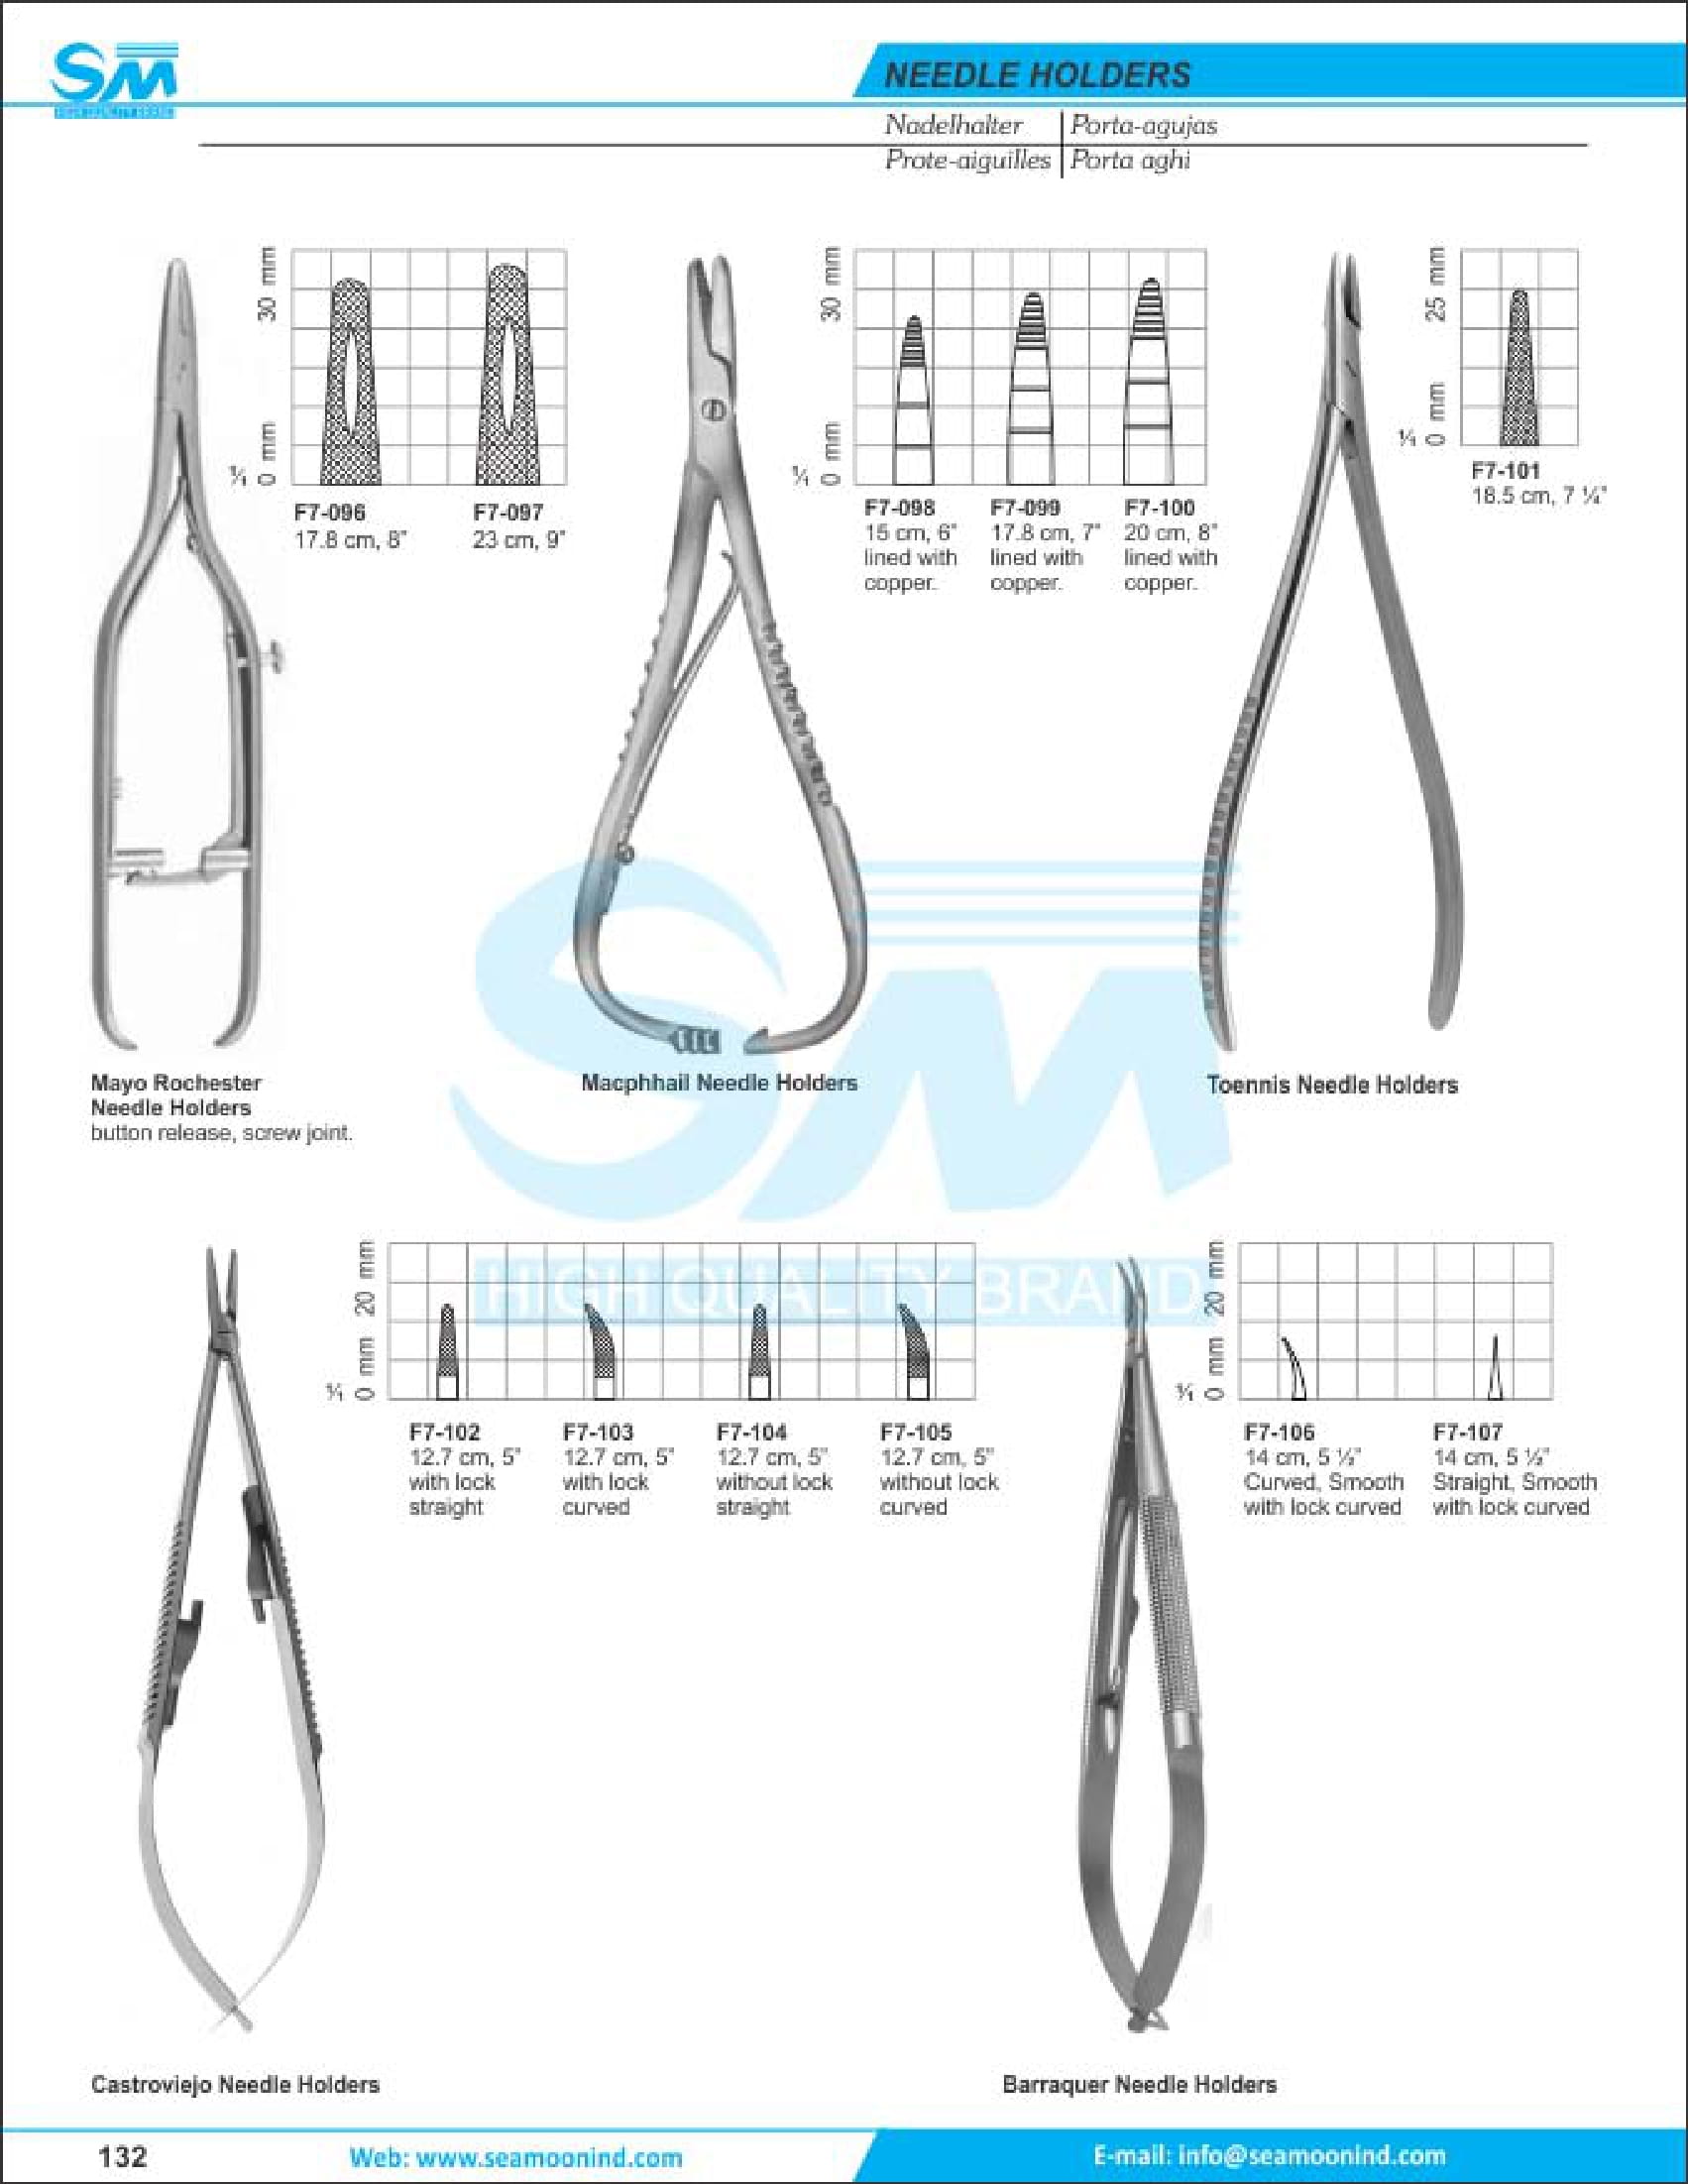 SM
NEEDLE HOLDERS
Nadelhalter
Porta-agujas
Prote-aiguilles
Porta aghi
30 mm
¹⁄₁ 0 mm
F7-096
17.8 cm, 8"
F7-097
23 cm, 9"
30 mm
¹⁄₁ 0 mm
F7-098
15 cm, 6"
lined with
copper.
F7-099
17.8 cm, 7"
lined with
copper.
F7-100
20 cm, 8"
lined with
copper.
25 mm
¹⁄₁ 0 mm
F7-101
18.5 cm, 7 ¼"
Mayo Rochester
Needle Holders
button release, screw joint.
Macphhail Needle Holders
Toennis Needle Holders
SM
HIGH QUALITY BRAND
20 mm
¹⁄₁ 0 mm
F7-102
12.7 cm, 5"
with lock
straight
F7-103
12.7 cm, 5"
with lock
curved
F7-104
12.7 cm, 5"
without lock
straight
F7-105
12.7 cm, 5"
without lock
curved
20 mm
¹⁄₁ 0 mm
F7-106
14 cm, 5 ½"
Curved, Smooth
with lock curved
F7-107
14 cm, 5 ½"
Straight, Smooth
with lock curved
Castroviejo Needle Holders
Barraquer Needle Holders
132
Web: www.seamoonind.com
E-mail: info@seamoonind.com